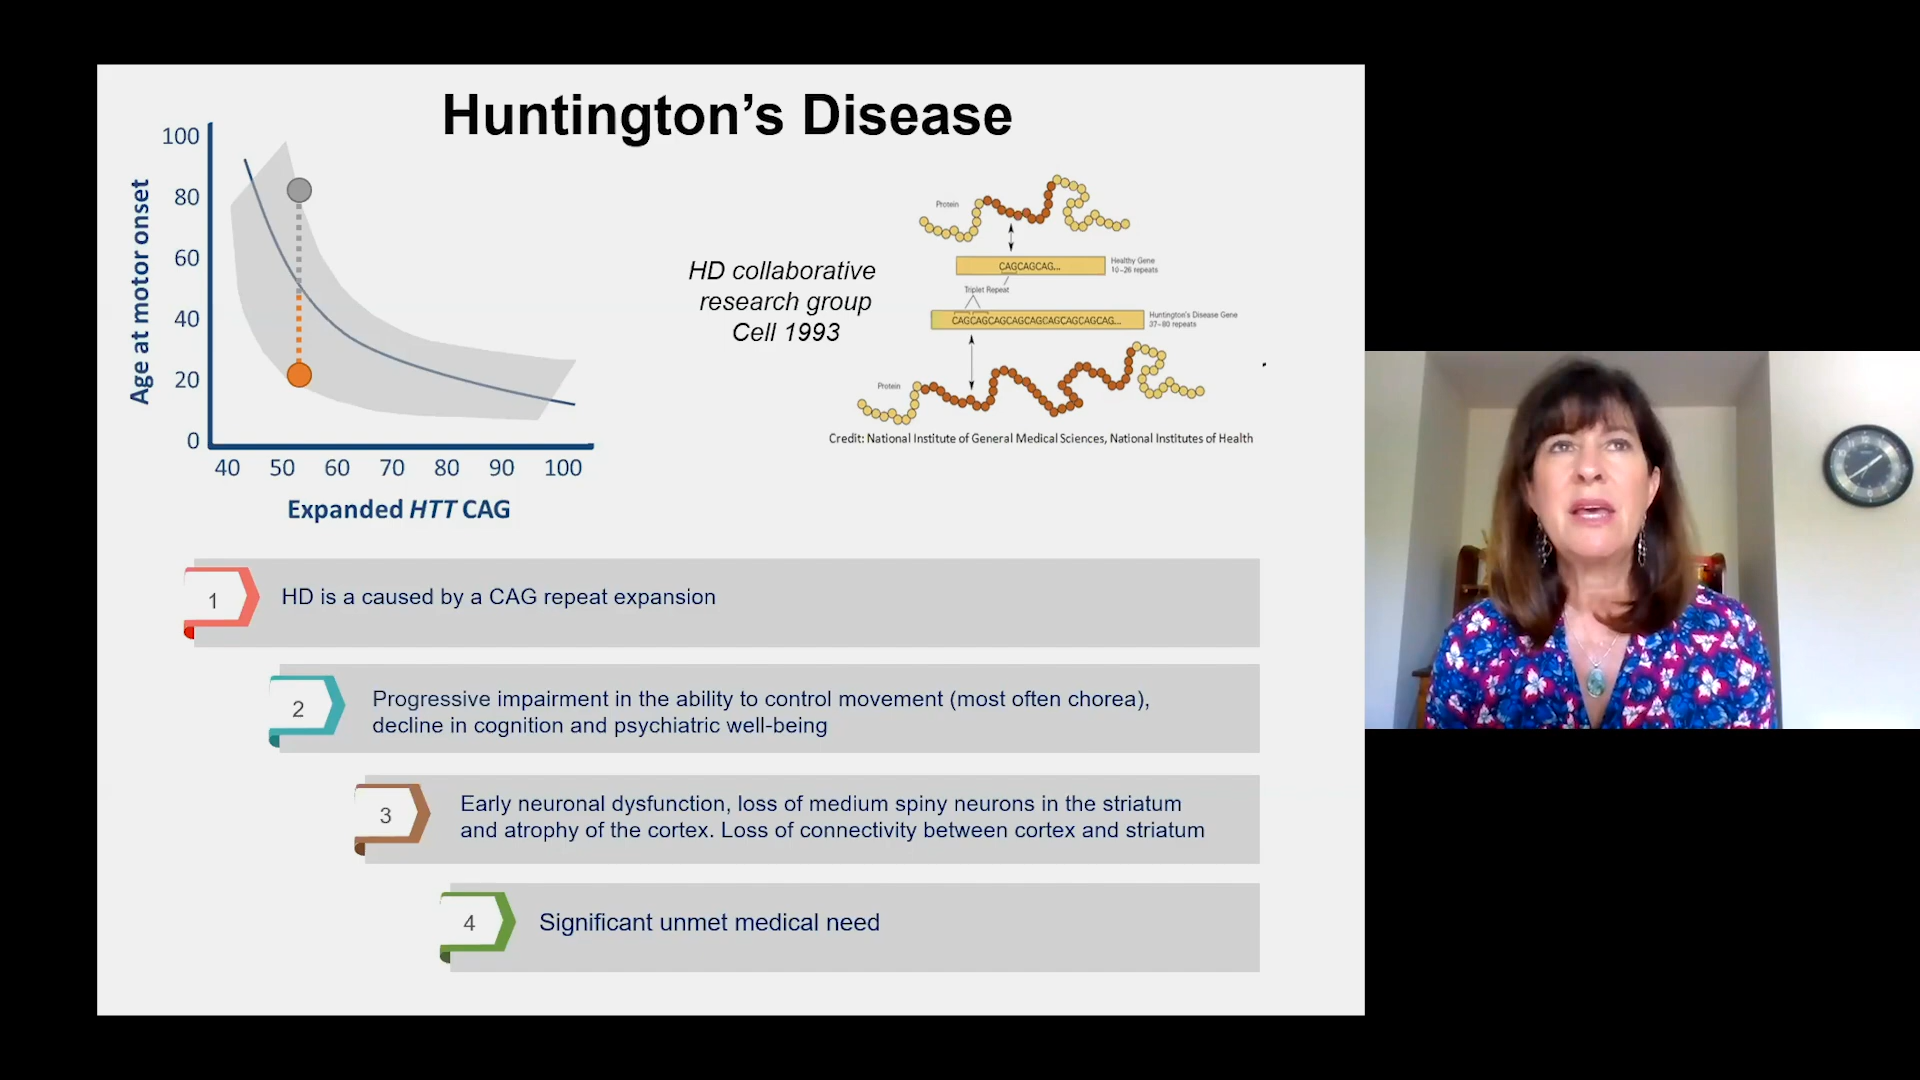 Huntington’s Disease
100
80
60
40
20
0
Age at motor onset
40 50 60 70 80 90 100
Expanded HTT CAG
HD collaborative
research group
Cell 1993
Protein
CAGCAGCAG...
Healthy Gene
10–26 repeats
Triplet Repeat
CAGCAGCAGCAGCAGCAGCAGCAG...
Huntington’s Disease Gene
37–80 repeats
Protein
Credit: National Institute of General Medical Sciences, National Institutes of Health
1
HD is a caused by a CAG repeat expansion
2
Progressive impairment in the ability to control movement (most often chorea),
decline in cognition and psychiatric well-being
3
Early neuronal dysfunction, loss of medium spiny neurons in the striatum
and atrophy of the cortex. Loss of connectivity between cortex and striatum
4
Significant unmet medical need